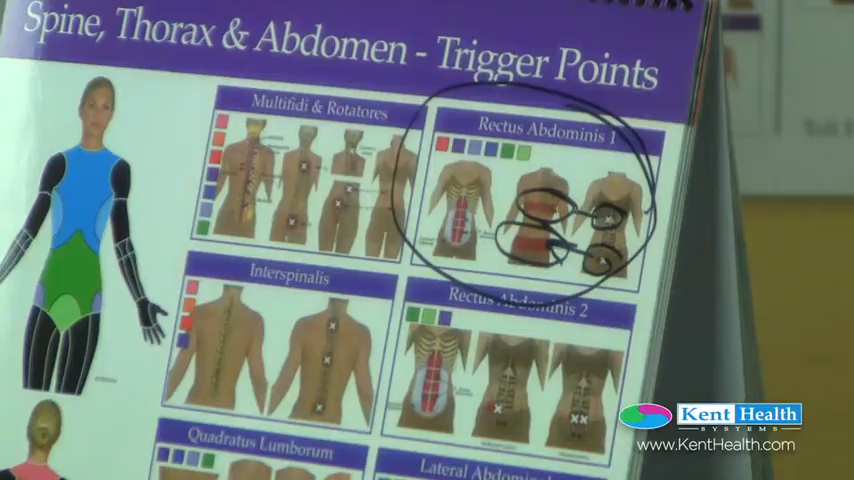 Spine, Thorax & Abdomen - Trigger Points
Multifidi & Rotatores
Rectus Abdominis 1
Interspinalis
Rectus Abdominis 2
Quadratus Lumborum
Lateral
Kent Health
SYSTEMS
www.KentHealth.com